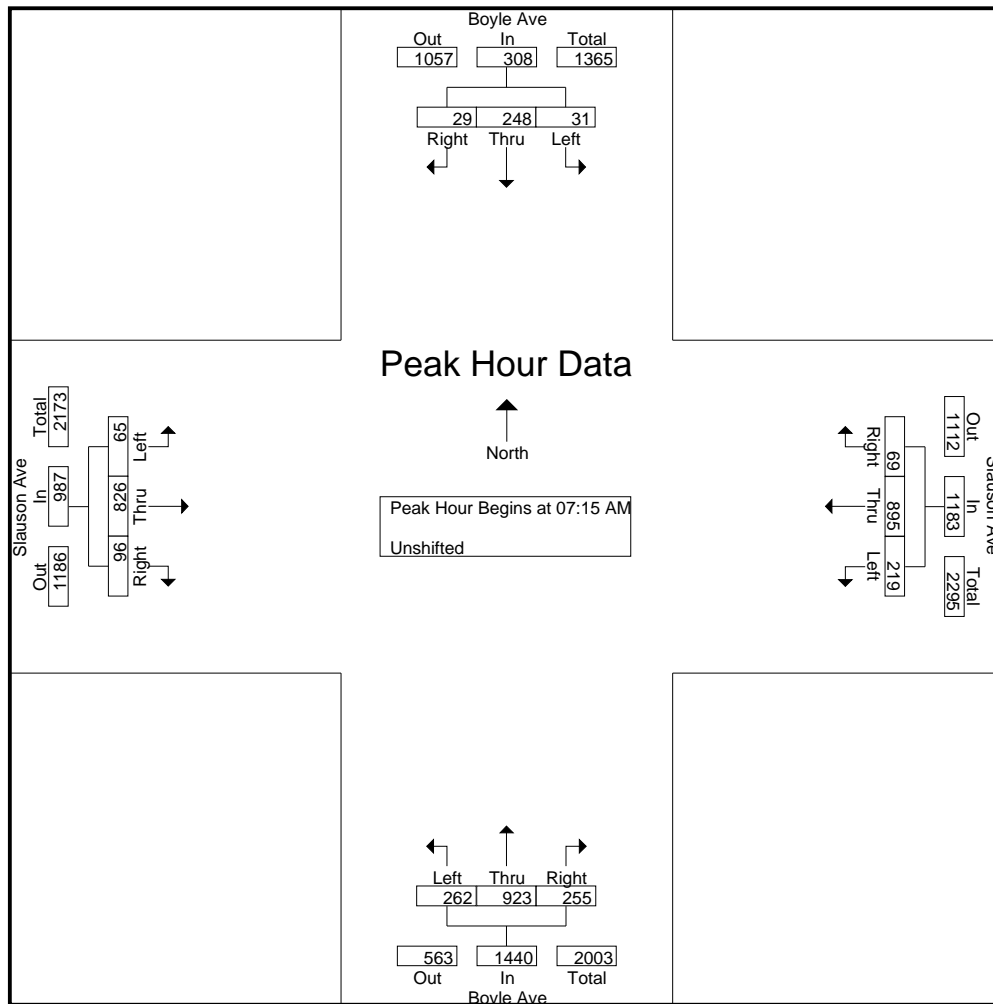 Boyle Ave
Out In Total
1057 308 1365
29 248 31
Right Thru Left
Peak Hour Data
North
Peak Hour Begins at 07:15 AM
Unshifted
Slauson Ave
Out In Total
1186 987 2173
96 826 65
Right Thru Left
Slauson Ave
Out In Total
1112 1183 2295
69 895 219
Right Thru Left
Left Thru Right
262 923 255
563 1440 2003
Out In Total
Boyle Ave